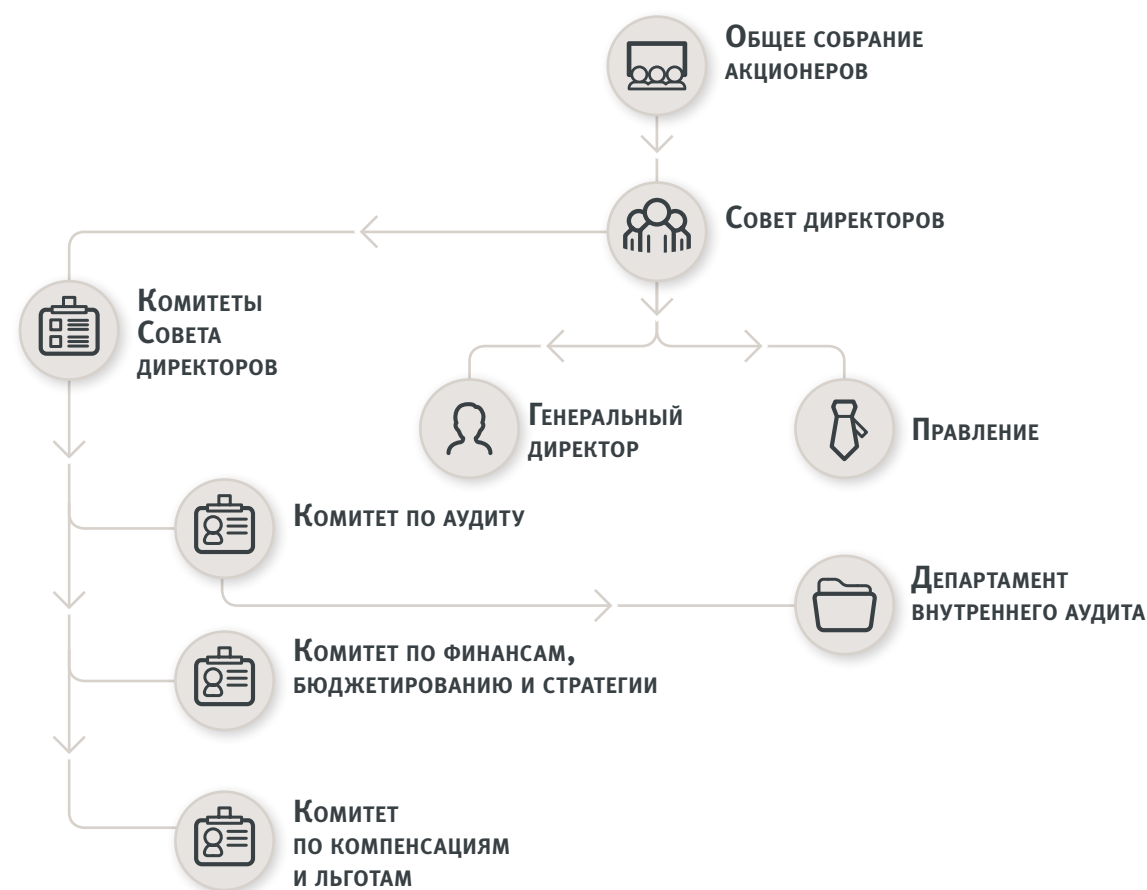 Общее собрание
акционеров
Совет директоров
Комитеты
Совета
директоров
Генеральный
директор
Правление
Комитет по аудиту
Департамент
внутреннего аудита
Комитет по финансам,
бюджетированию и стратегии
Комитет
по компенсациям
и льготам